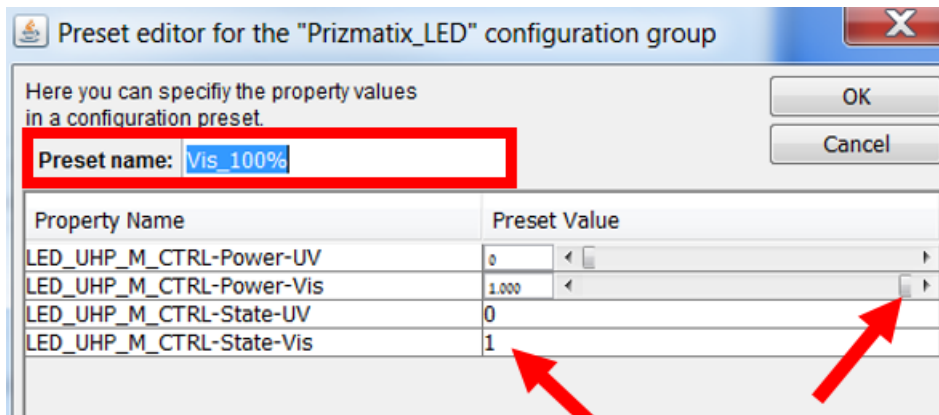 Preset editor for the "Prizmatix_LED" configuration group
Here you can specifiy the property values
in a configuration preset.
OK
Cancel
Preset name: Vis_100%
Property Name Preset Value
LED_UHP_M_CTRL-Power-UV 0
LED_UHP_M_CTRL-Power-Vis 1.000
LED_UHP_M_CTRL-State-UV 0
LED_UHP_M_CTRL-State-Vis 1